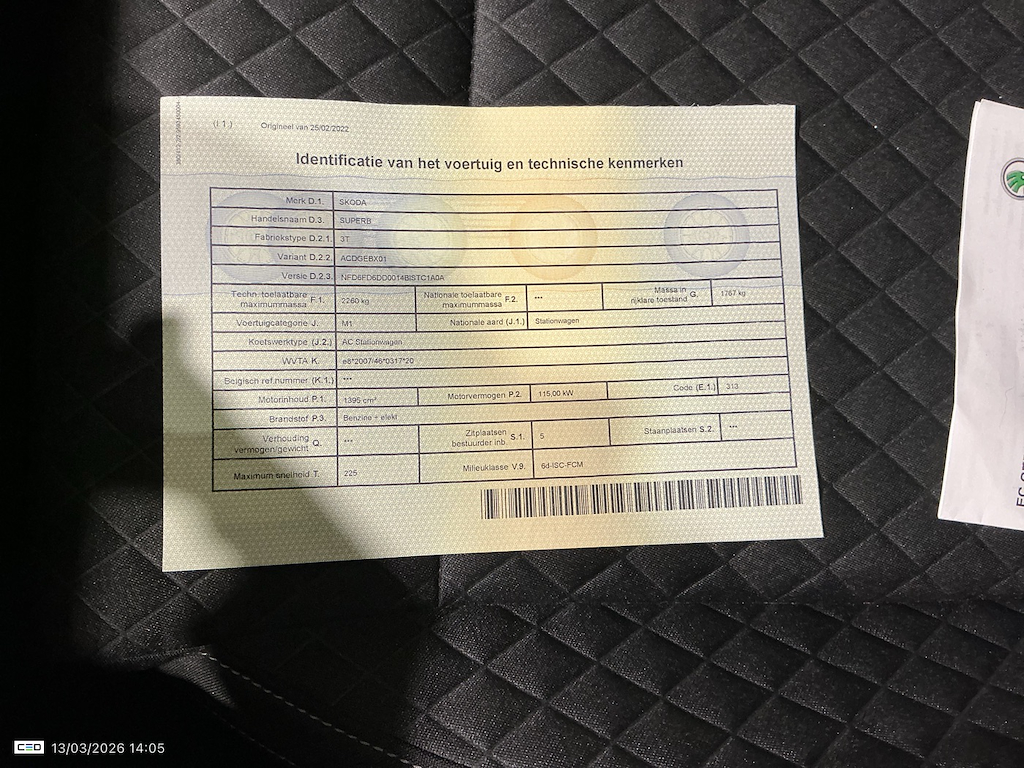 (I 1.) Origineel van 25/02/2022
Identificatie van het voertuig en technische kenmerken
Merk D.1. SKODA
Handelsnaam D.3. SUPERB
Fabriekstype D.2.1. 3T
Variant D.2.2. ACDGEBX01
Versie D.2.3. NFD6FD6DD0014BISTC1A0A
Techn. toelaatbare maximummassa F.1. 2260 kg Nationale toelaatbare maximummassa F.2. *** Massa in rijklare toestand G. 1767 kg
Voertuigcategorie J. M1 Nationale aard (J.1.) Stationwagen
Koetswerktype (J.2.) AC Stationwagen
WVTA K. e8*2007/46*0317*20
Belgisch ref.nummer (K.1.) ***
Motorinhoud P.1. 1395 cm³ Motorvermogen P.2. 115,00 kW Code (E.1.) 313
Brandstof P.3. Benzine + elekt
Verhouding vermogen/gewicht Q. *** Zitplaatsen bestuurder inb. S.1. 5 Staanplaatsen S.2. ***
Maximum snelheid T. 225 Milieuklasse V.9. 6d-ISC-FCM
CEO 13/03/2026 14:05